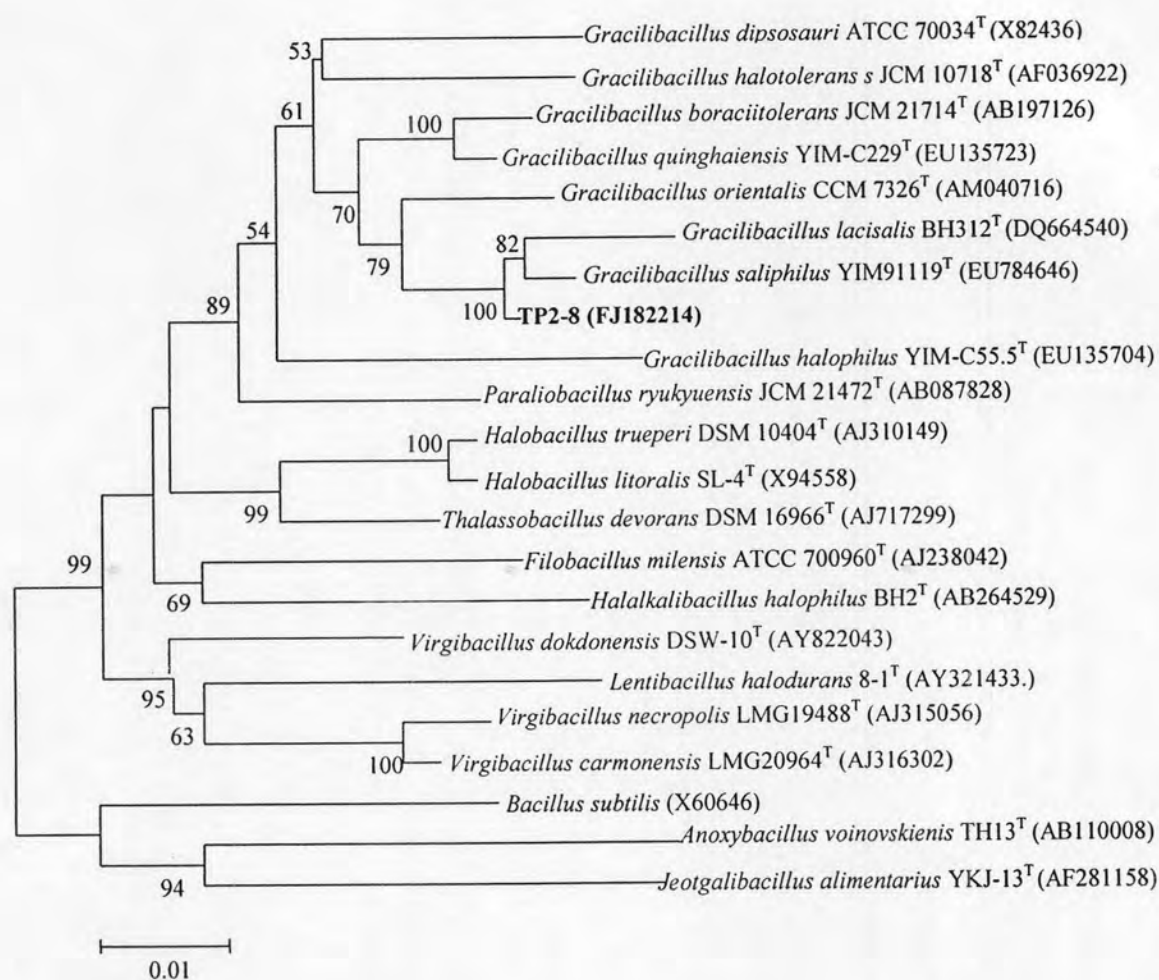 53
Gracilibacillus dipsosauri ATCC 70034T (X82436)
Gracilibacillus halotolerans s JCM 10718T (AF036922)
61
100
Gracilibacillus boraciitolerans JCM 21714T (AB197126)
Gracilibacillus quinghaiensis YIM-C229T (EU135723)
70
Gracilibacillus orientalis CCM 7326T (AM040716)
54
82
Gracilibacillus lacisalis BH312T (DQ664540)
79
Gracilibacillus saliphilus YIM91119T (EU784646)
89
100
TP2-8 (FJ182214)
Gracilibacillus halophilus YIM-C55.5T (EU135704)
Paraliobacillus ryukyuensis JCM 21472T (AB087828)
100
Halobacillus trueperi DSM 10404T (AJ310149)
Halobacillus litoralis SL-4T (X94558)
99
Thalassobacillus devorans DSM 16966T (AJ717299)
99
Filobacillus milensis ATCC 700960T (AJ238042)
69
Halalkalibacillus halophilus BH2T (AB264529)
Virgibacillus dokdonensis DSW-10T (AY822043)
95
Lentibacillus halodurans 8-1T (AY321433.)
63
Virgibacillus necropolis LMG19488T (AJ315056)
100
Virgibacillus carmonensis LMG20964T (AJ316302)
Bacillus subtilis (X60646)
Anoxybacillus voinovskienis TH13T (AB110008)
94
Jeotgalibacillus alimentarius YKJ-13T (AF281158)
0.01